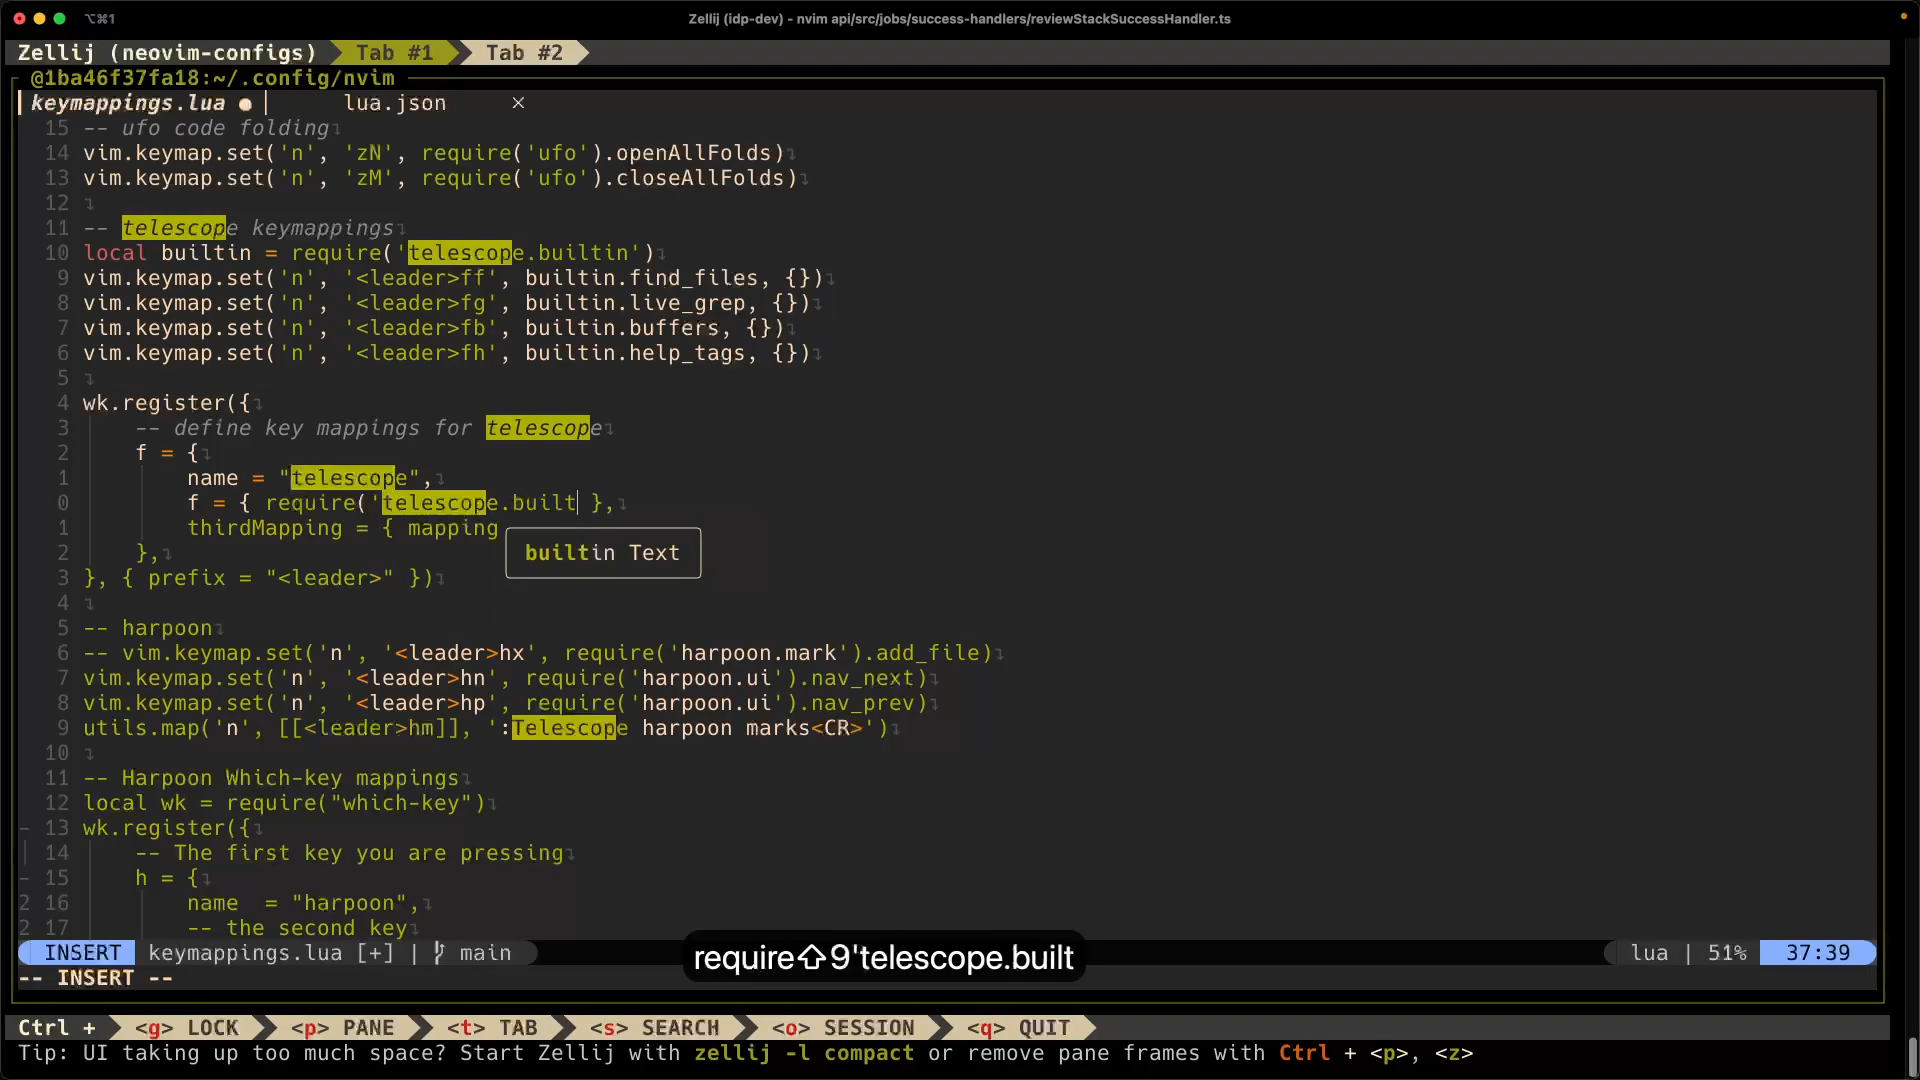 ⌥⌘1 Zellij (idp-dev) - nvim api/src/jobs/success-handlers/reviewStackSuccessHandler.ts
Zellij (neovim-configs) Tab #1 Tab #2
@1ba46f37fa18:~/.config/nvim
keymappings.lua ● | lua.json ×
15 -- ufo code folding
14 vim.keymap.set('n', 'zN', require('ufo').openAllFolds)
13 vim.keymap.set('n', 'zM', require('ufo').closeAllFolds)
12
11 -- telescope keymappings
10 local builtin = require('telescope.builtin')
9 vim.keymap.set('n', '<leader>ff', builtin.find_files, {})
8 vim.keymap.set('n', '<leader>fg', builtin.live_grep, {})
7 vim.keymap.set('n', '<leader>fb', builtin.buffers, {})
6 vim.keymap.set('n', '<leader>fh', builtin.help_tags, {})
5
4 wk.register({
3 -- define key mappings for telescope
2 f = {
1 name = "telescope",
0 f = { require('telescope.built },
1 thirdMapping = { mapping
2 },
builtin Text
3 }, { prefix = "<leader>" })
4
5 -- harpoon
6 -- vim.keymap.set('n', '<leader>hx', require('harpoon.mark').add_file)
7 vim.keymap.set('n', '<leader>hn', require('harpoon.ui').nav_next)
8 vim.keymap.set('n', '<leader>hp', require('harpoon.ui').nav_prev)
9 utils.map('n', [[<leader>hm]], ':Telescope harpoon marks<CR>')
10
11 -- Harpoon Which-key mappings
12 local wk = require("which-key")
- 13 wk.register({
│ 14 -- The first key you are pressing
- 15 h = {
2 16 name  = "harpoon",
2 17 -- the second key
INSERT keymappings.lua [+] | main lua | 51% 37:39
require⇧9'telescope.built
-- INSERT --
Ctrl + <g> LOCK <p> PANE <t> TAB <s> SEARCH <o> SESSION <q> QUIT
Tip: UI taking up too much space? Start Zellij with zellij -l compact or remove pane frames with Ctrl + <p>, <z>